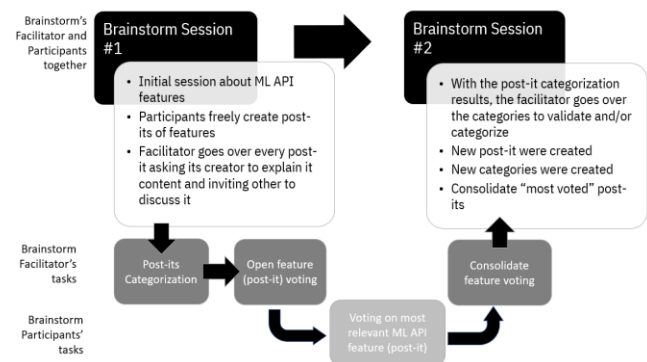 Brainstorm's
Facilitator and
Participants
together
Brainstorm Session
#1
• Initial session about ML API
features
• Participants freely create post-
its of features
• Facilitator goes over every post-
it asking its creator to explain it
content and inviting other to
discuss it
Brainstorm Session
#2
• With the post-it categorization
results, the facilitator goes over
the categories to validate and/or
categorize
• New post-it were created
• New categories were created
• Consolidate "most voted" post-
its
Brainstorm
Facilitator's
tasks
Post-its
Categorization
Open feature
(post-it) voting
Consolidate
feature voting
Brainstorm
Participants'
tasks
Voting on most
relevant ML API
feature (post-it)